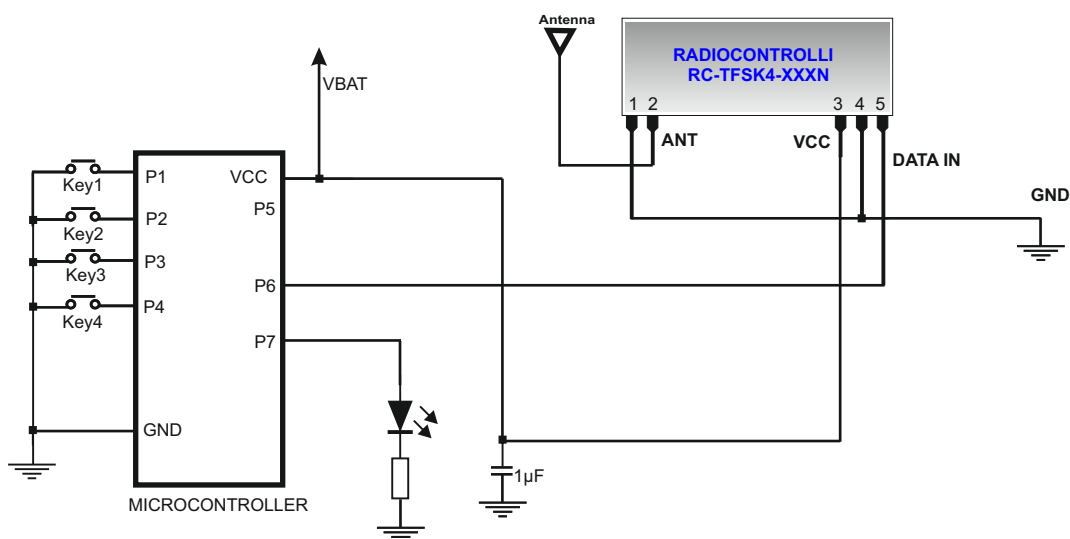 Antenna
RADIOCONTROLLI
RC-TFSK4-XXXN
1 2 3 4 5
ANT
VCC
DATA IN
GND
VBAT
Key1
Key2
Key3
Key4
P1
P2
P3
P4
GND
VCC
P5
P6
P7
MICROCONTROLLER
1µF